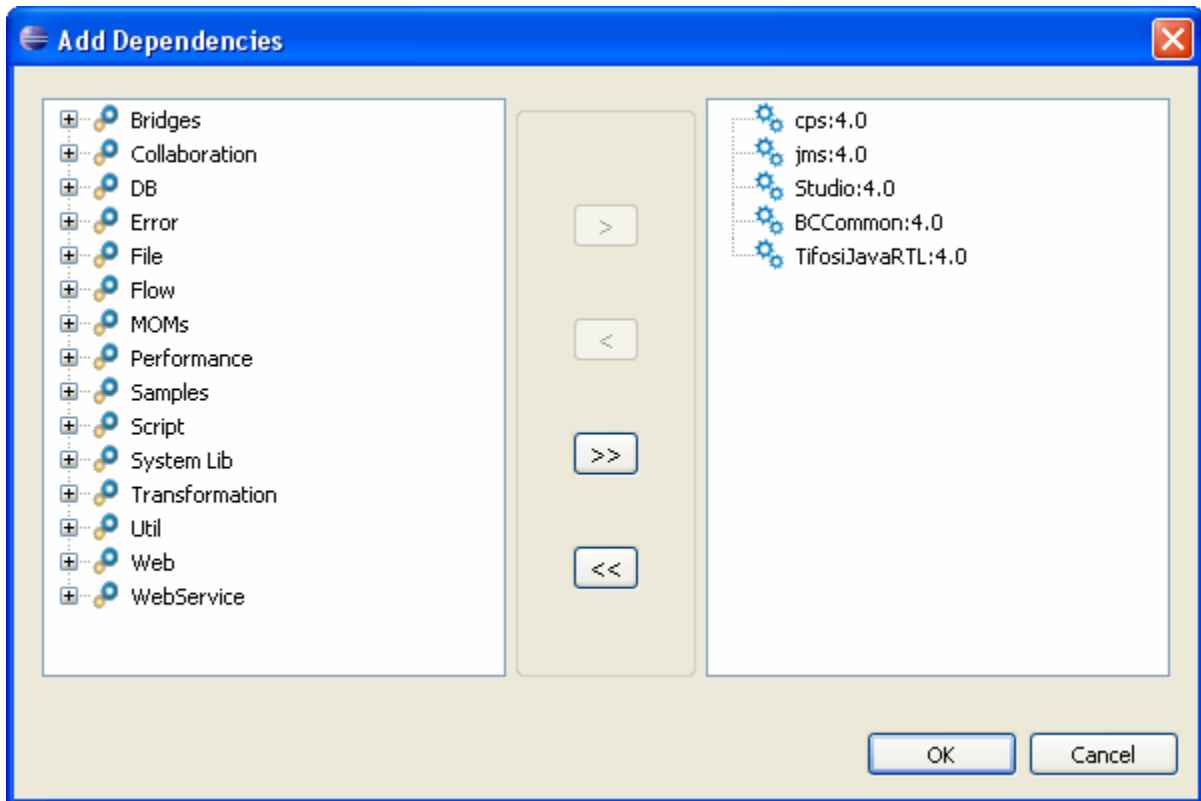 Add Dependencies
Bridges
Collaboration
DB
Error
File
Flow
MOMs
Performance
Samples
Script
System Lib
Transformation
Util
Web
WebService
>
<
>>
<<
cps:4.0
jms:4.0
Studio:4.0
BCCommon:4.0
TifosiJavaRTL:4.0
OK
Cancel